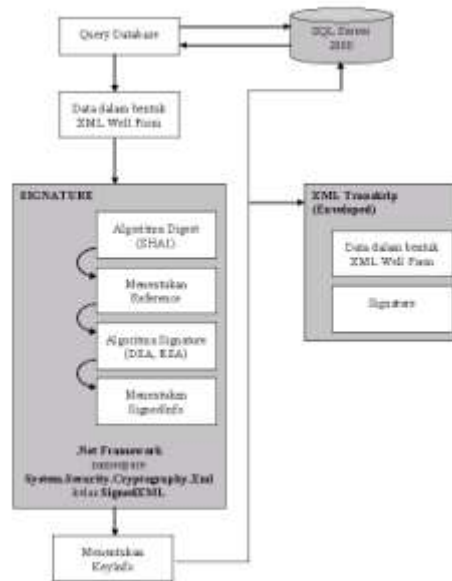 Query Database
SQL Server
2000
Data dalam bentuk
XML Well Form
SIGNATURE
Algoritma Digest
(SHA1)
Menentukan
Reference
Algoritma Signature
(DSA, RSA)
Menentukan
SignedInfo
.Net Framework
namespace
System.Security.Cryptography.Xml
kelas SignedXML
Menentukan
KeyInfo
XML Transkrip
(Enveloped)
Data dalam bentuk
XML Well Form
Signature